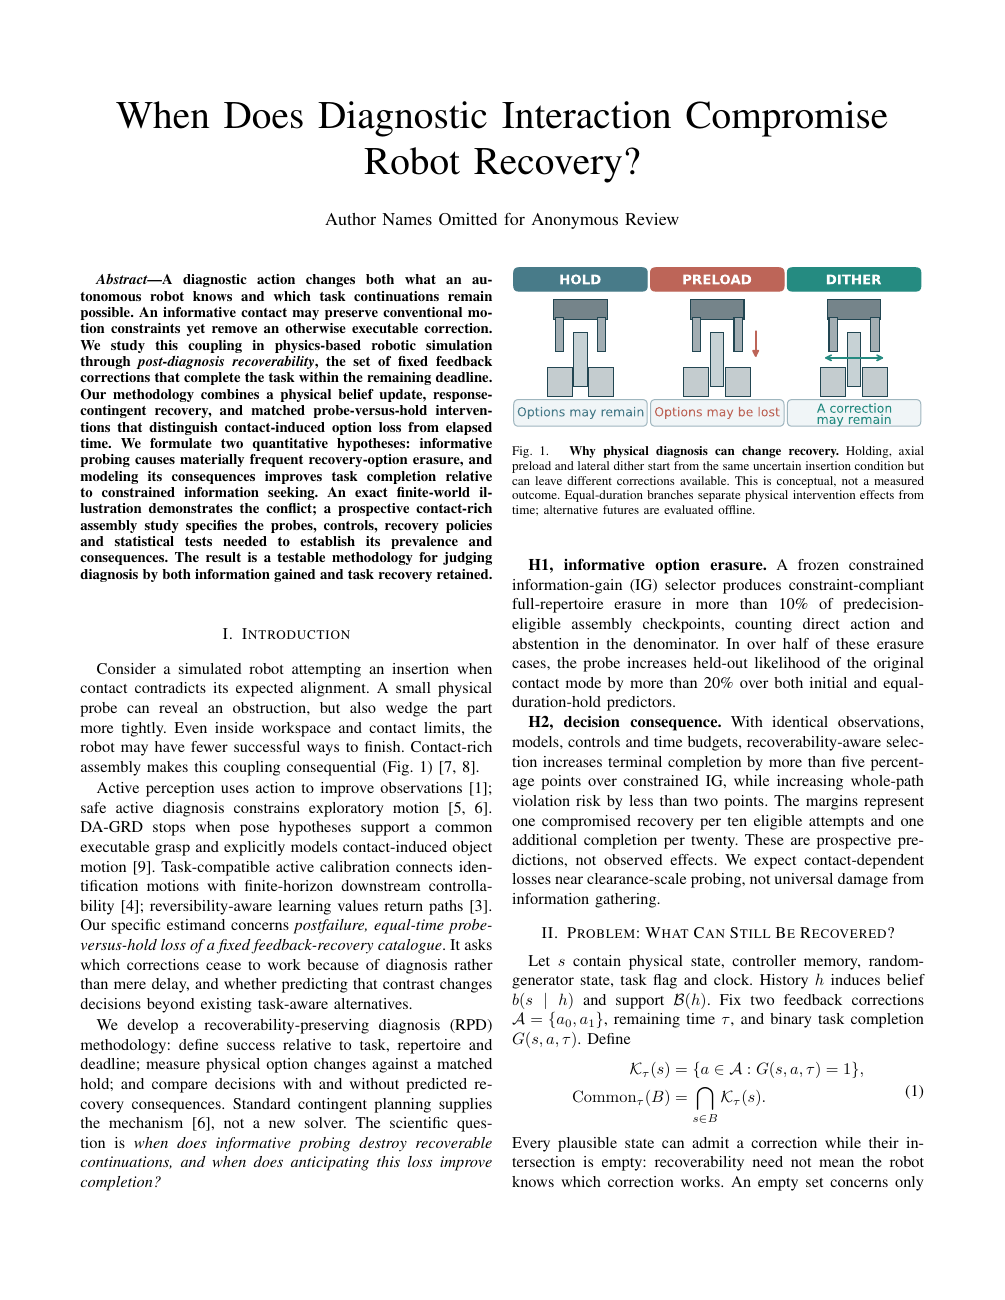 When Does Diagnostic Interaction Compromise
Robot Recovery?
Author Names Omitted for Anonymous Review
Abstract—A diagnostic action changes both what an au-
tonomous robot knows and which task continuations remain
possible. An informative contact may preserve conventional mo-
tion constraints yet remove an otherwise executable correction.
We study this coupling in physics-based robotic simulation
through post-diagnosis recoverability, the set of fixed feedback
corrections that complete the task within the remaining deadline.
Our methodology combines a physical belief update, response-
contingent recovery, and matched probe-versus-hold interven-
tions that distinguish contact-induced option loss from elapsed
time. We formulate two quantitative hypotheses: informative
probing causes materially frequent recovery-option erasure, and
modeling its consequences improves task completion relative
to constrained information seeking. An exact finite-world il-
lustration demonstrates the conflict; a prospective contact-rich
assembly study specifies the probes, controls, recovery policies
and statistical tests needed to establish its prevalence and
consequences. The result is a testable methodology for judging
diagnosis by both information gained and task recovery retained.
I. INTRODUCTION
Consider a simulated robot attempting an insertion when
contact contradicts its expected alignment. A small physical
probe can reveal an obstruction, but also wedge the part
more tightly. Even inside workspace and contact limits, the
robot may have fewer successful ways to finish. Contact-rich
assembly makes this coupling consequential (Fig. 1) [7, 8].
Active perception uses action to improve observations [1];
safe active diagnosis constrains exploratory motion [5, 6].
DA-GRD stops when pose hypotheses support a common
executable grasp and explicitly models contact-induced object
motion [9]. Task-compatible active calibration connects iden-
tification motions with finite-horizon downstream controlla-
bility [4]; reversibility-aware learning values return paths [3].
Our specific estimand concerns postfailure, equal-time probe-
versus-hold loss of a fixed feedback-recovery catalogue. It asks
which corrections cease to work because of diagnosis rather
than mere delay, and whether predicting that contrast changes
decisions beyond existing task-aware alternatives.
We develop a recoverability-preserving diagnosis (RPD)
methodology: define success relative to task, repertoire and
deadline; measure physical option changes against a matched
hold; and compare decisions with and without predicted re-
covery consequences. Standard contingent planning supplies
the mechanism [6], not a new solver. The scientific ques-
tion is when does informative probing destroy recoverable
continuations, and when does anticipating this loss improve
completion?
HOLD PRELOAD DITHER
Options may remain Options may be lost A correction
may remain
Fig. 1. Why physical diagnosis can change recovery. Holding, axial
preload and lateral dither start from the same uncertain insertion condition but
can leave different corrections available. This is conceptual, not a measured
outcome. Equal-duration branches separate physical intervention effects from
time; alternative futures are evaluated offline.
H1, informative option erasure. A frozen constrained
information-gain (IG) selector produces constraint-compliant
full-repertoire erasure in more than 10% of predecision-
eligible assembly checkpoints, counting direct action and
abstention in the denominator. In over half of these erasure
cases, the probe increases held-out likelihood of the original
contact mode by more than 20% over both initial and equal-
duration-hold predictors.
H2, decision consequence. With identical observations,
models, controls and time budgets, recoverability-aware selec-
tion increases terminal completion by more than five percent-
age points over constrained IG, while increasing whole-path
violation risk by less than two points. The margins represent
one compromised recovery per ten eligible attempts and one
additional completion per twenty. These are prospective pre-
dictions, not observed effects. We expect contact-dependent
losses near clearance-scale probing, not universal damage from
information gathering.
II. PROBLEM: WHAT CAN STILL BE RECOVERED?
Let s contain physical state, controller memory, random-
generator state, task flag and clock. History h induces belief
b(s | h) and support ℬ(h). Fix two feedback corrections
𝒜 = {a₀, a₁}, remaining time τ, and binary task completion
G(s, a, τ). Define
𝒦τ(s) = {a ∈ 𝒜 : G(s, a, τ) = 1},
Commonτ(B) = ⋂ 𝒦τ(s). (1)
s∈B
Every plausible state can admit a correction while their in-
tersection is empty: recoverability need not mean the robot
knows which correction works. An empty set concerns only